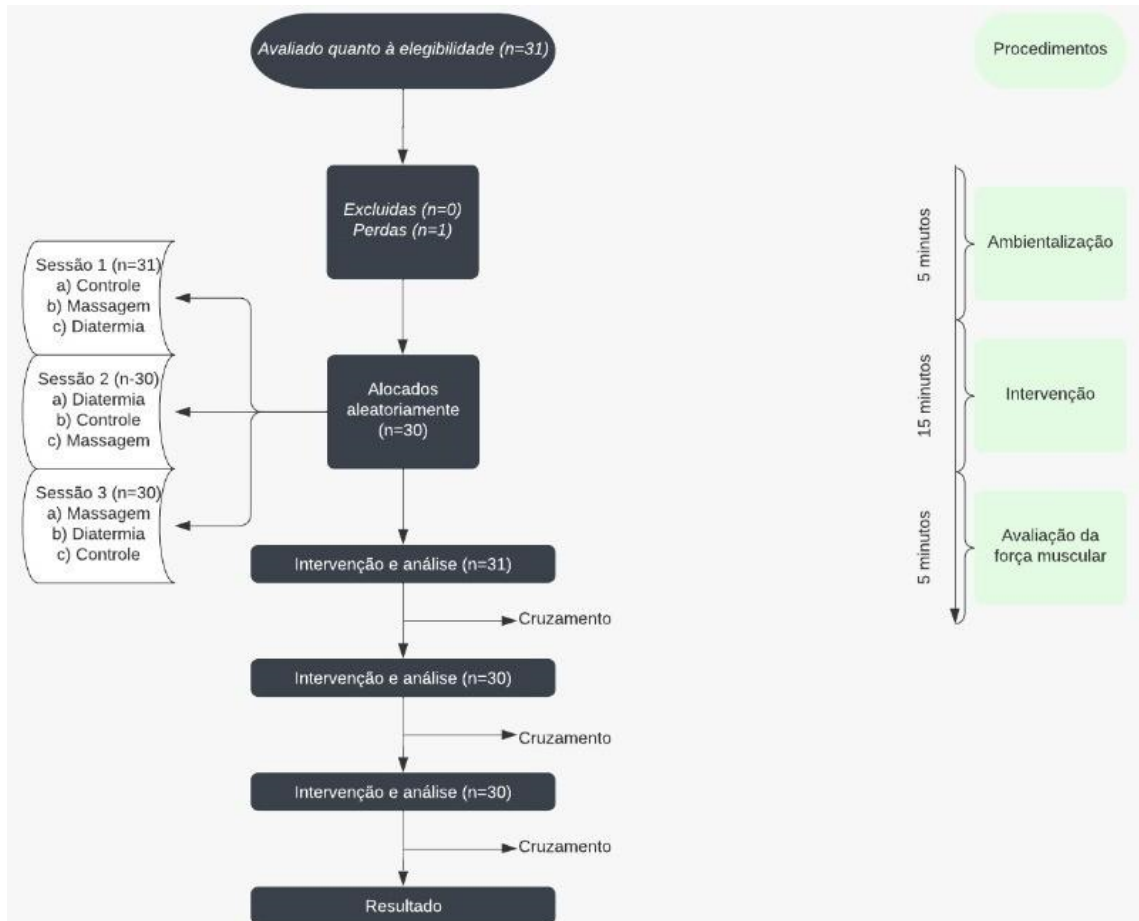 Avaliado quanto à elegibilidade (n=31)
Excluidas (n=0)
Perdas (n=1)
Sessão 1 (n=31)
a) Controle
b) Massagem
c) Diatermia
Sessão 2 (n-30)
a) Diatermia
b) Controle
c) Massagem
Sessão 3 (n=30)
a) Massagem
b) Diatermia
c) Controle
Alocados
aleatoriamente
(n=30)
Intervenção e análise (n=31)
Cruzamento
Intervenção e análise (n=30)
Cruzamento
Intervenção e análise (n=30)
Cruzamento
Resultado
Procedimentos
5 minutos
Ambientalização
15 minutos
Intervenção
5 minutos
Avaliação da
força muscular